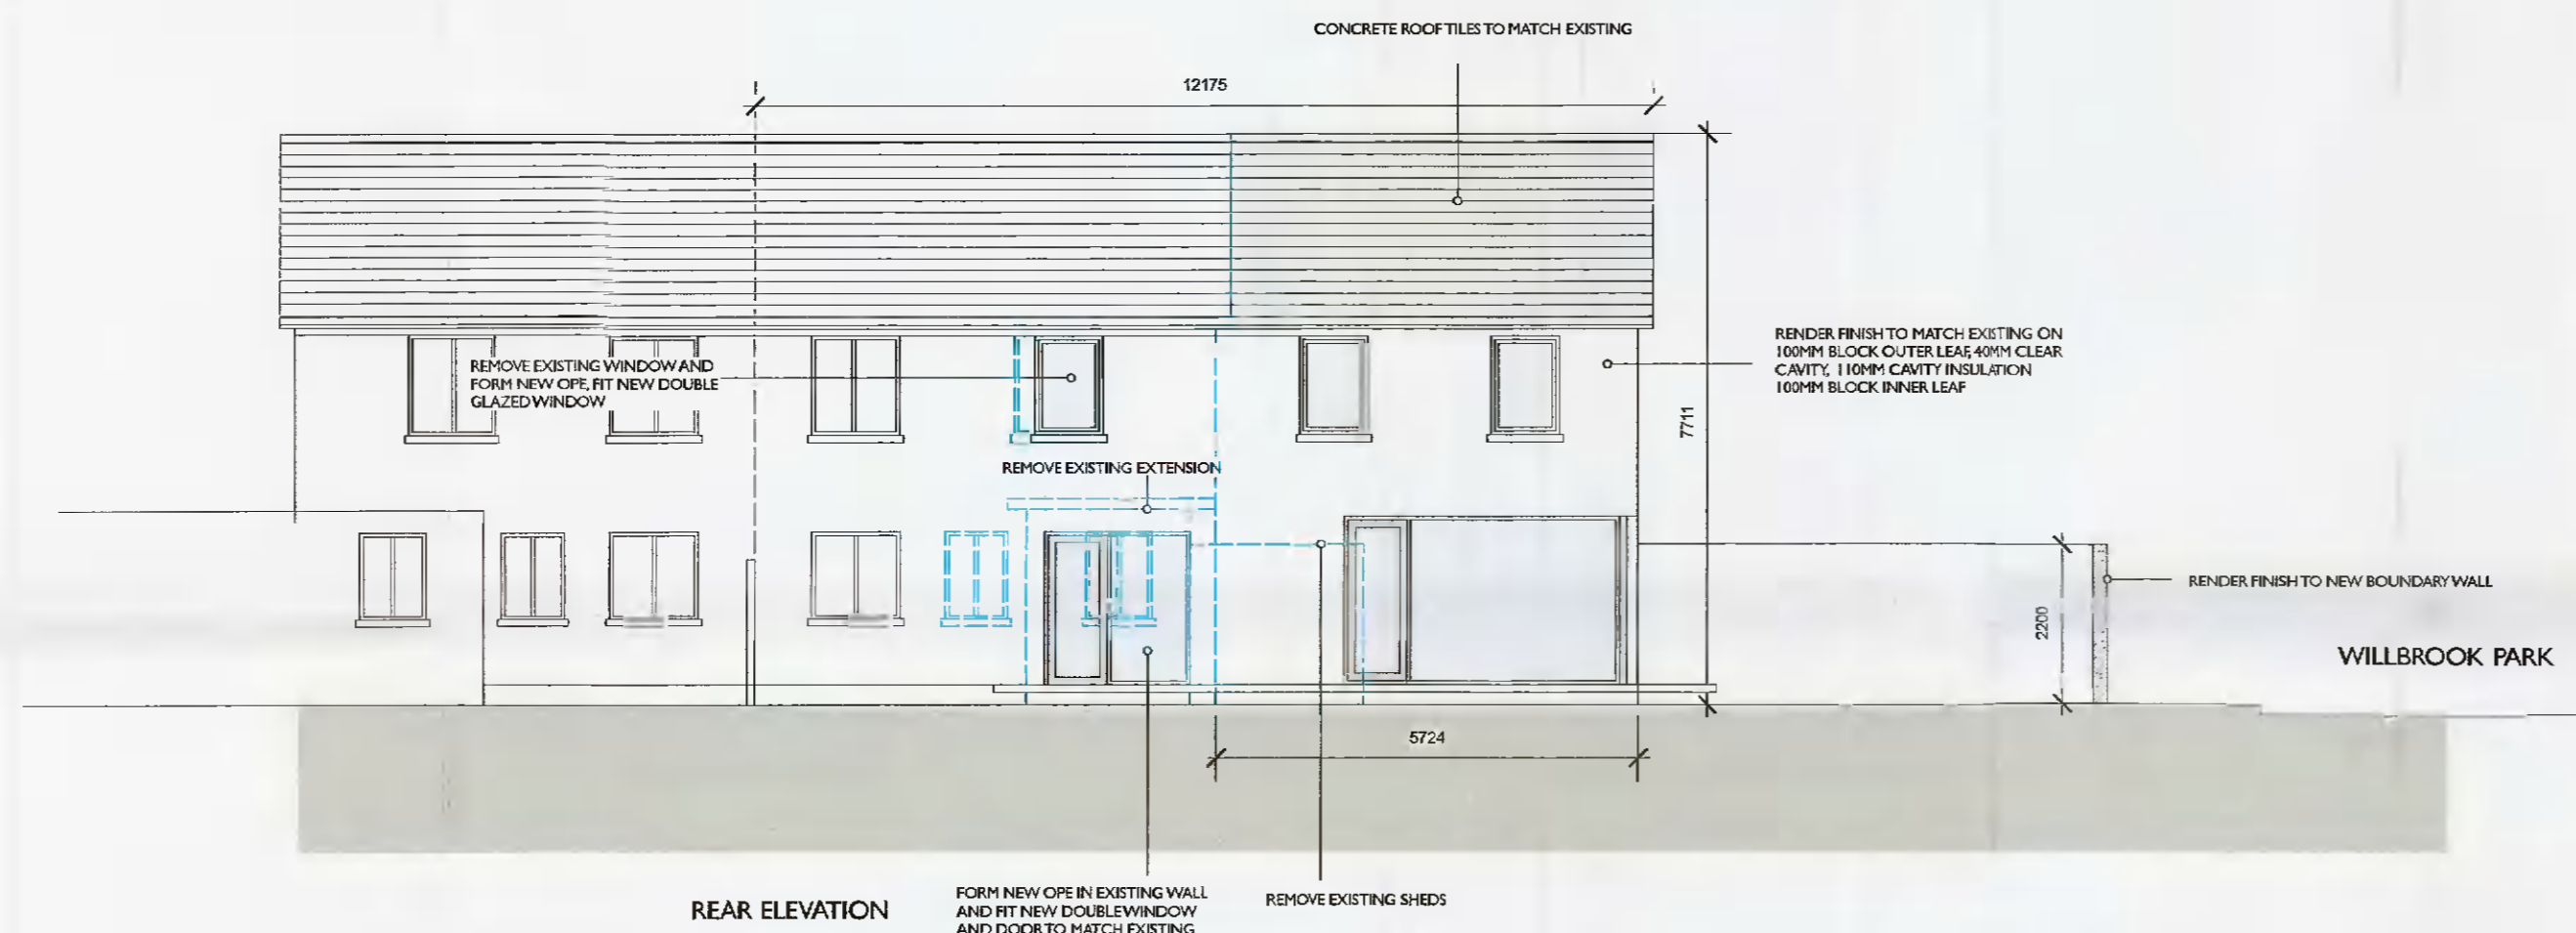 CONCRETE ROOF TILES TO MATCH EXISTING
12175
REMOVE EXISTING WINDOW AND
FORM NEW OPE, FIT NEW DOUBLE
GLAZED WINDOW
RENDER FINISH TO MATCH EXISTING ON
100MM BLOCK OUTER LEAF, 40MM CLEAR
CAVITY, 110MM CAVITY INSULATION
100MM BLOCK INNER LEAF
7711
REMOVE EXISTING EXTENSION
RENDER FINISH TO NEW BOUNDARY WALL
2200
WILLBROOK PARK
5724
REAR ELEVATION
FORM NEW OPE IN EXISTING WALL
AND FIT NEW DOUBLE WINDOW
AND DOOR TO MATCH EXISTING
REMOVE EXISTING SHEDS